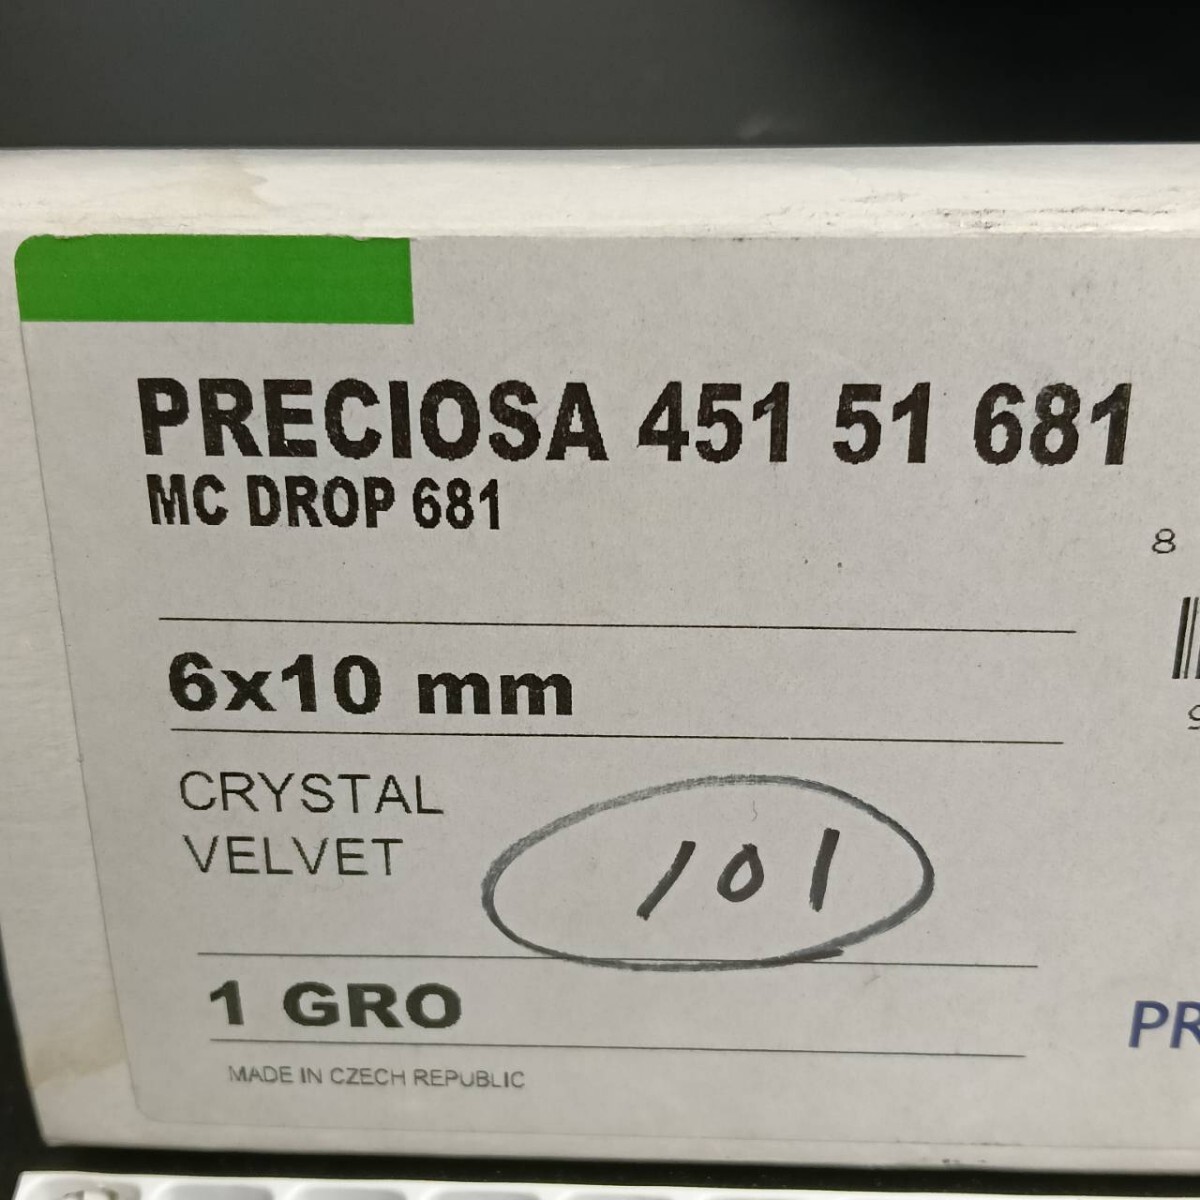 PRECIOSA 451 51 681
MC DROP 681
8
6x10 mm
CRYSTAL
VELVET
101
1 GRO
PR
MADE IN CZECH REPUBLIC